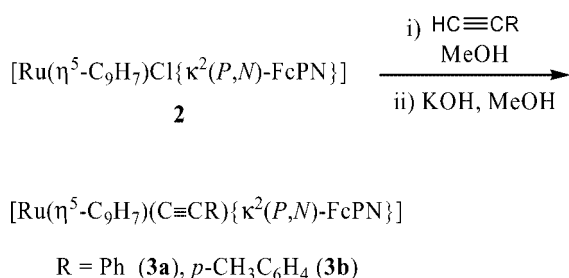 i) HC≡CR
MeOH
[Ru(η⁵-C₉H₇)Cl{κ²(P,N)-FcPN}]
2
ii) KOH, MeOH
[Ru(η⁵-C₉H₇)(C≡CR){κ²(P,N)-FcPN}]
R = Ph (3a), p-CH₃C₆H₄ (3b)